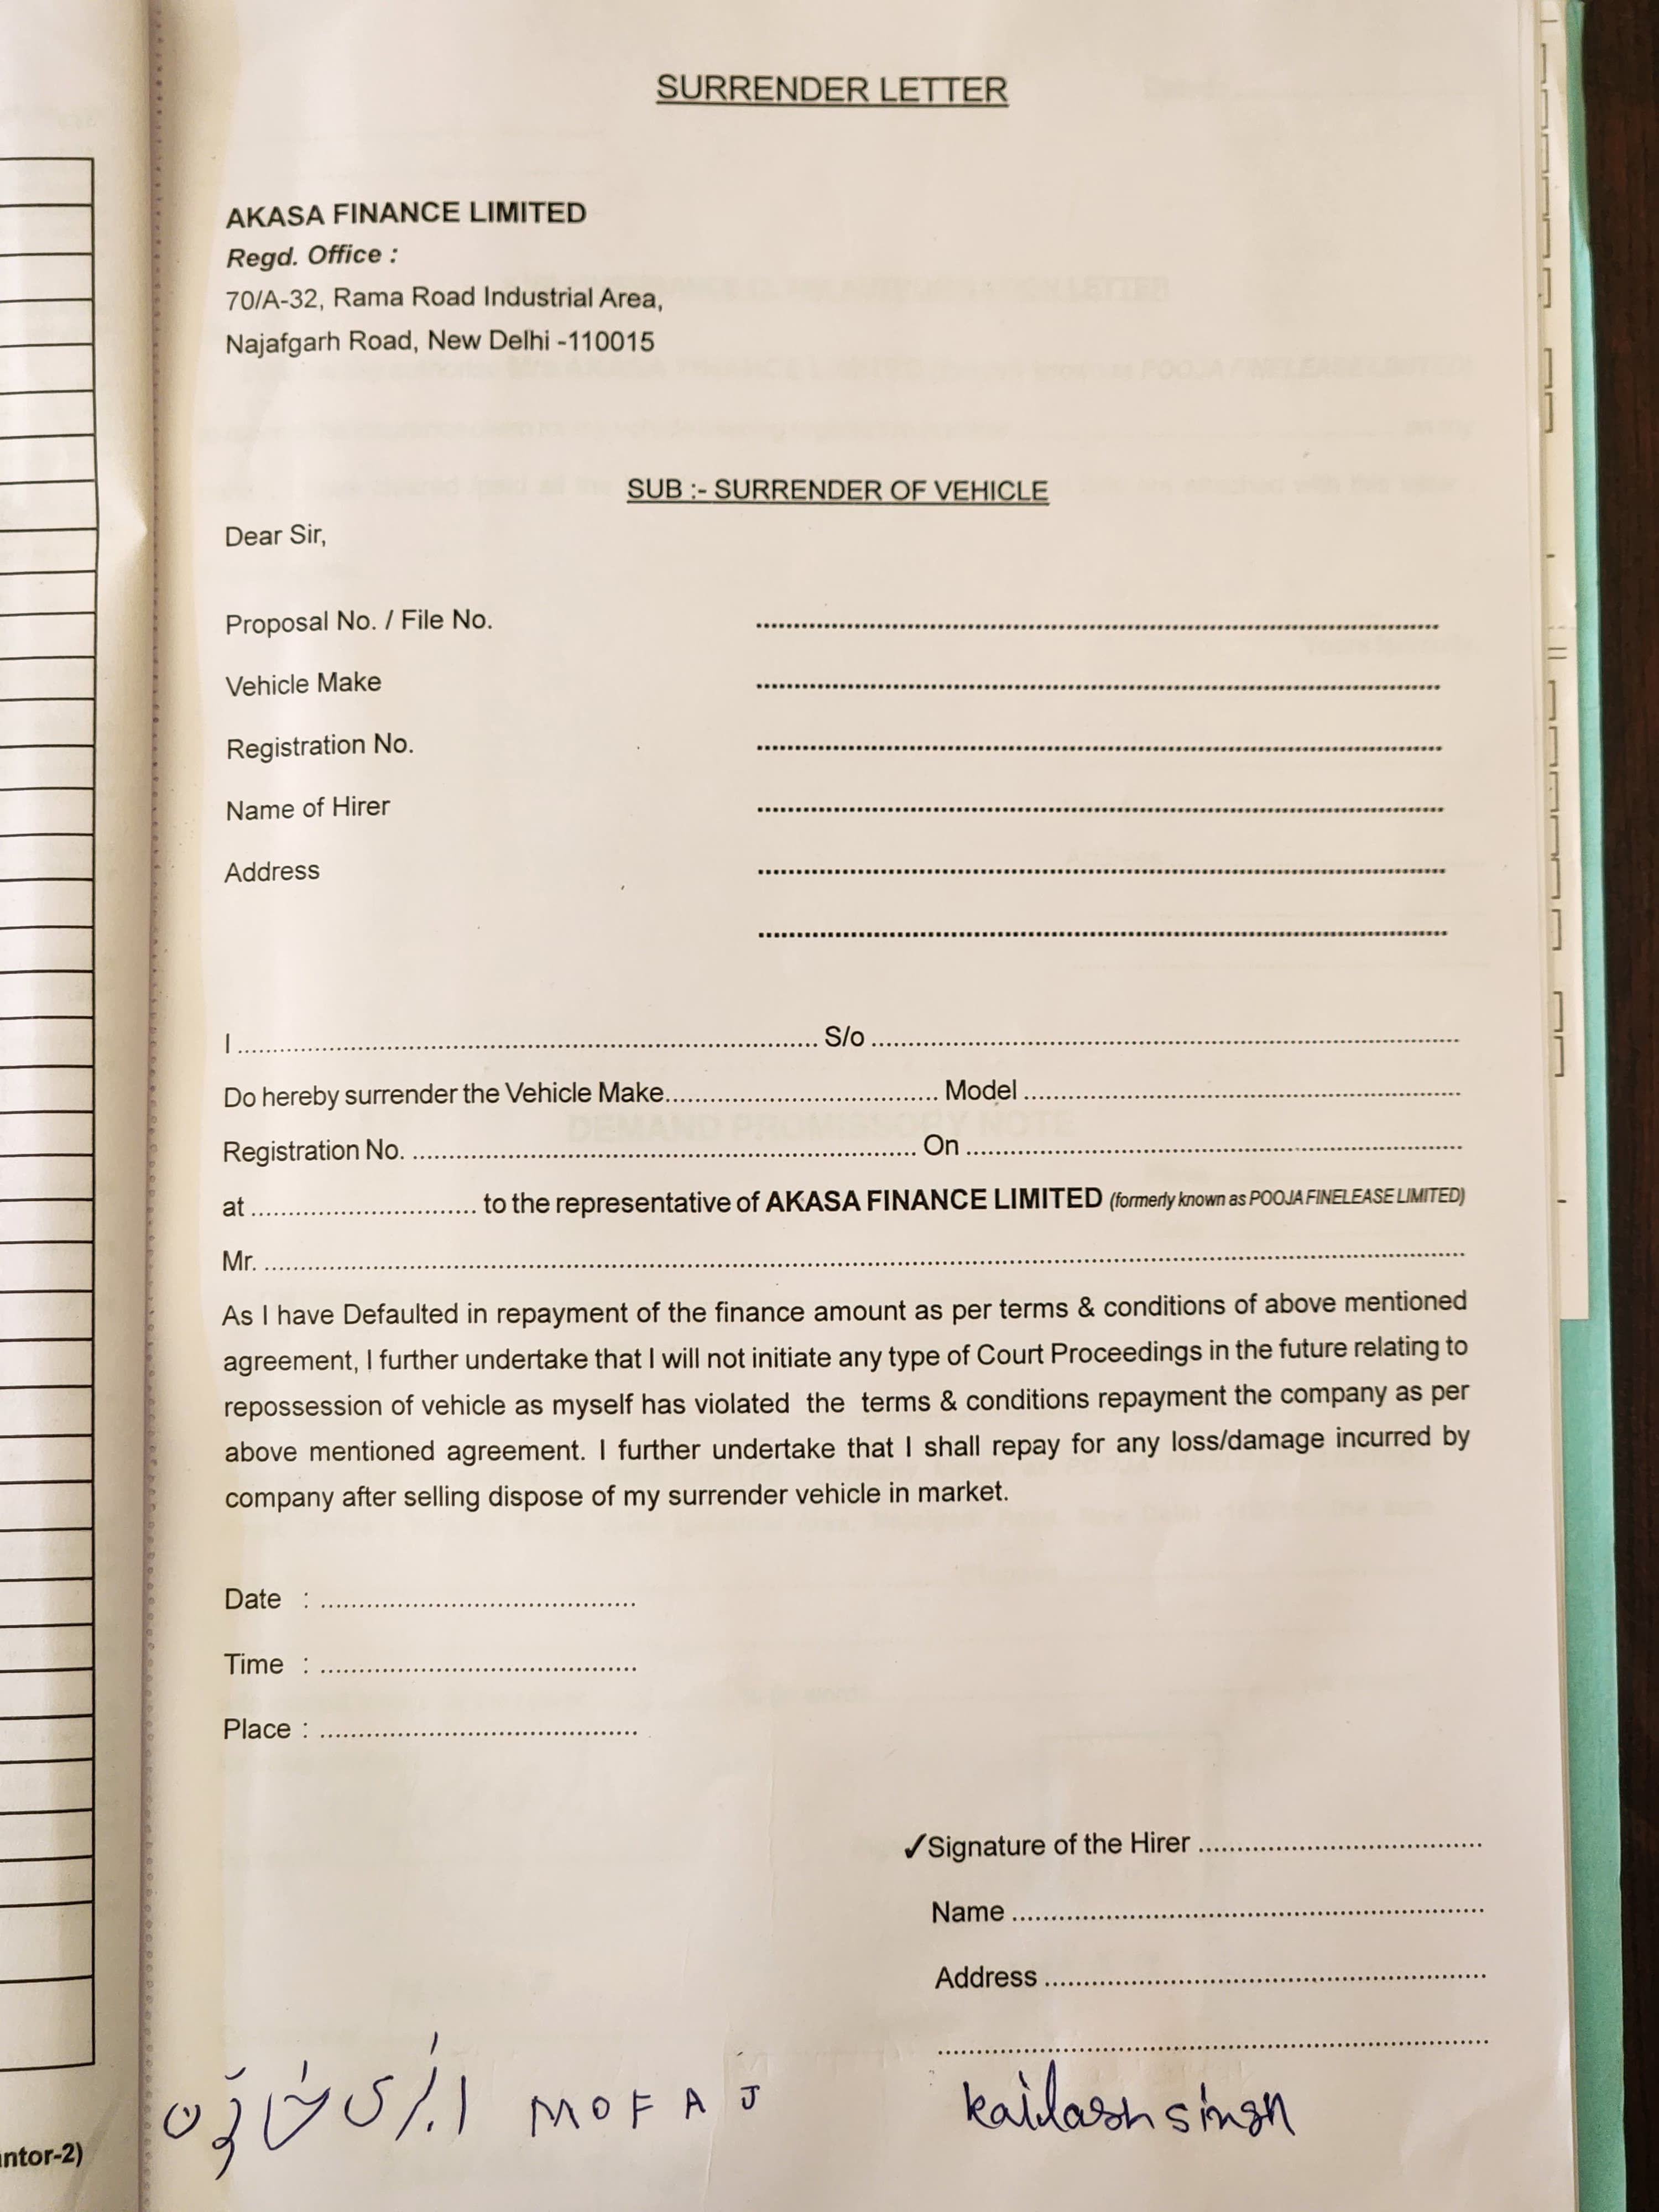 SURRENDER LETTER
AKASA FINANCE LIMITED
Regd. Office :
70/A-32, Rama Road Industrial Area,
Najafgarh Road, New Delhi -110015
SUB :- SURRENDER OF VEHICLE
Dear Sir,
Proposal No. / File No. ....................
Vehicle Make ....................
Registration No. ....................
Name of Hirer ....................
Address ....................
....................
I .................... S/o ....................
Do hereby surrender the Vehicle Make.................... Model ....................
Registration No. .................... On ....................
at .................... to the representative of AKASA FINANCE LIMITED (formerly known as POOJA FINELEASE LIMITED)
Mr. ....................
As I have Defaulted in repayment of the finance amount as per terms & conditions of above mentioned
agreement, I further undertake that I will not initiate any type of Court Proceedings in the future relating to
repossession of vehicle as myself has violated the terms & conditions repayment the company as per
above mentioned agreement. I further undertake that I shall repay for any loss/damage incurred by
company after selling dispose of my surrender vehicle in market.
Date : ....................
Time : ....................
Place : ....................
✓Signature of the Hirer ....................
Name ....................
Address ....................
....................
MOFAJ kailash singh
ntor-2)